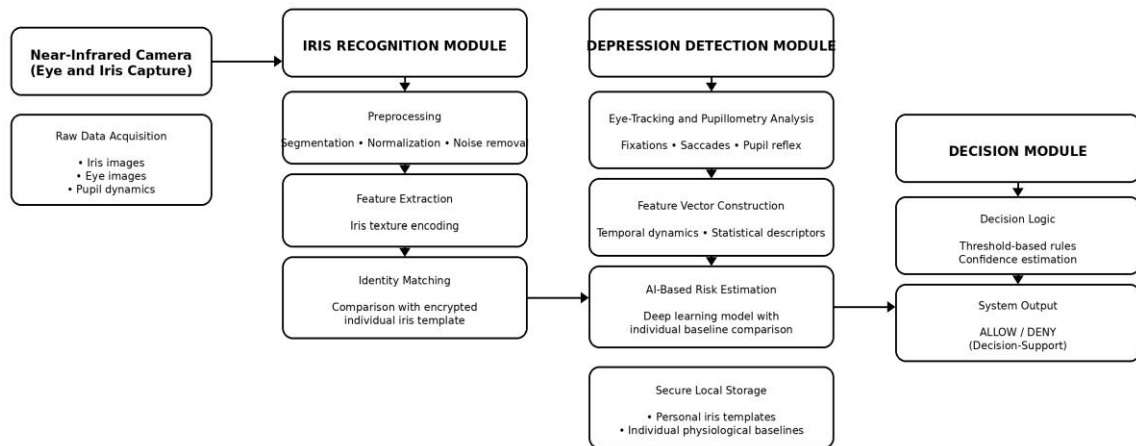 Near-Infrared Camera
(Eye and Iris Capture)
Raw Data Acquisition
• Iris images
• Eye images
• Pupil dynamics
IRIS RECOGNITION MODULE
Preprocessing
Segmentation • Normalization • Noise removal
Feature Extraction
Iris texture encoding
Identity Matching
Comparison with encrypted
individual iris template
DEPRESSION DETECTION MODULE
Eye-Tracking and Pupillometry Analysis
Fixations • Saccades • Pupil reflex
Feature Vector Construction
Temporal dynamics • Statistical descriptors
AI-Based Risk Estimation
Deep learning model with
individual baseline comparison
Secure Local Storage
• Personal iris templates
• Individual physiological baselines
DECISION MODULE
Decision Logic
Threshold-based rules
Confidence estimation
System Output
ALLOW / DENY
(Decision-Support)